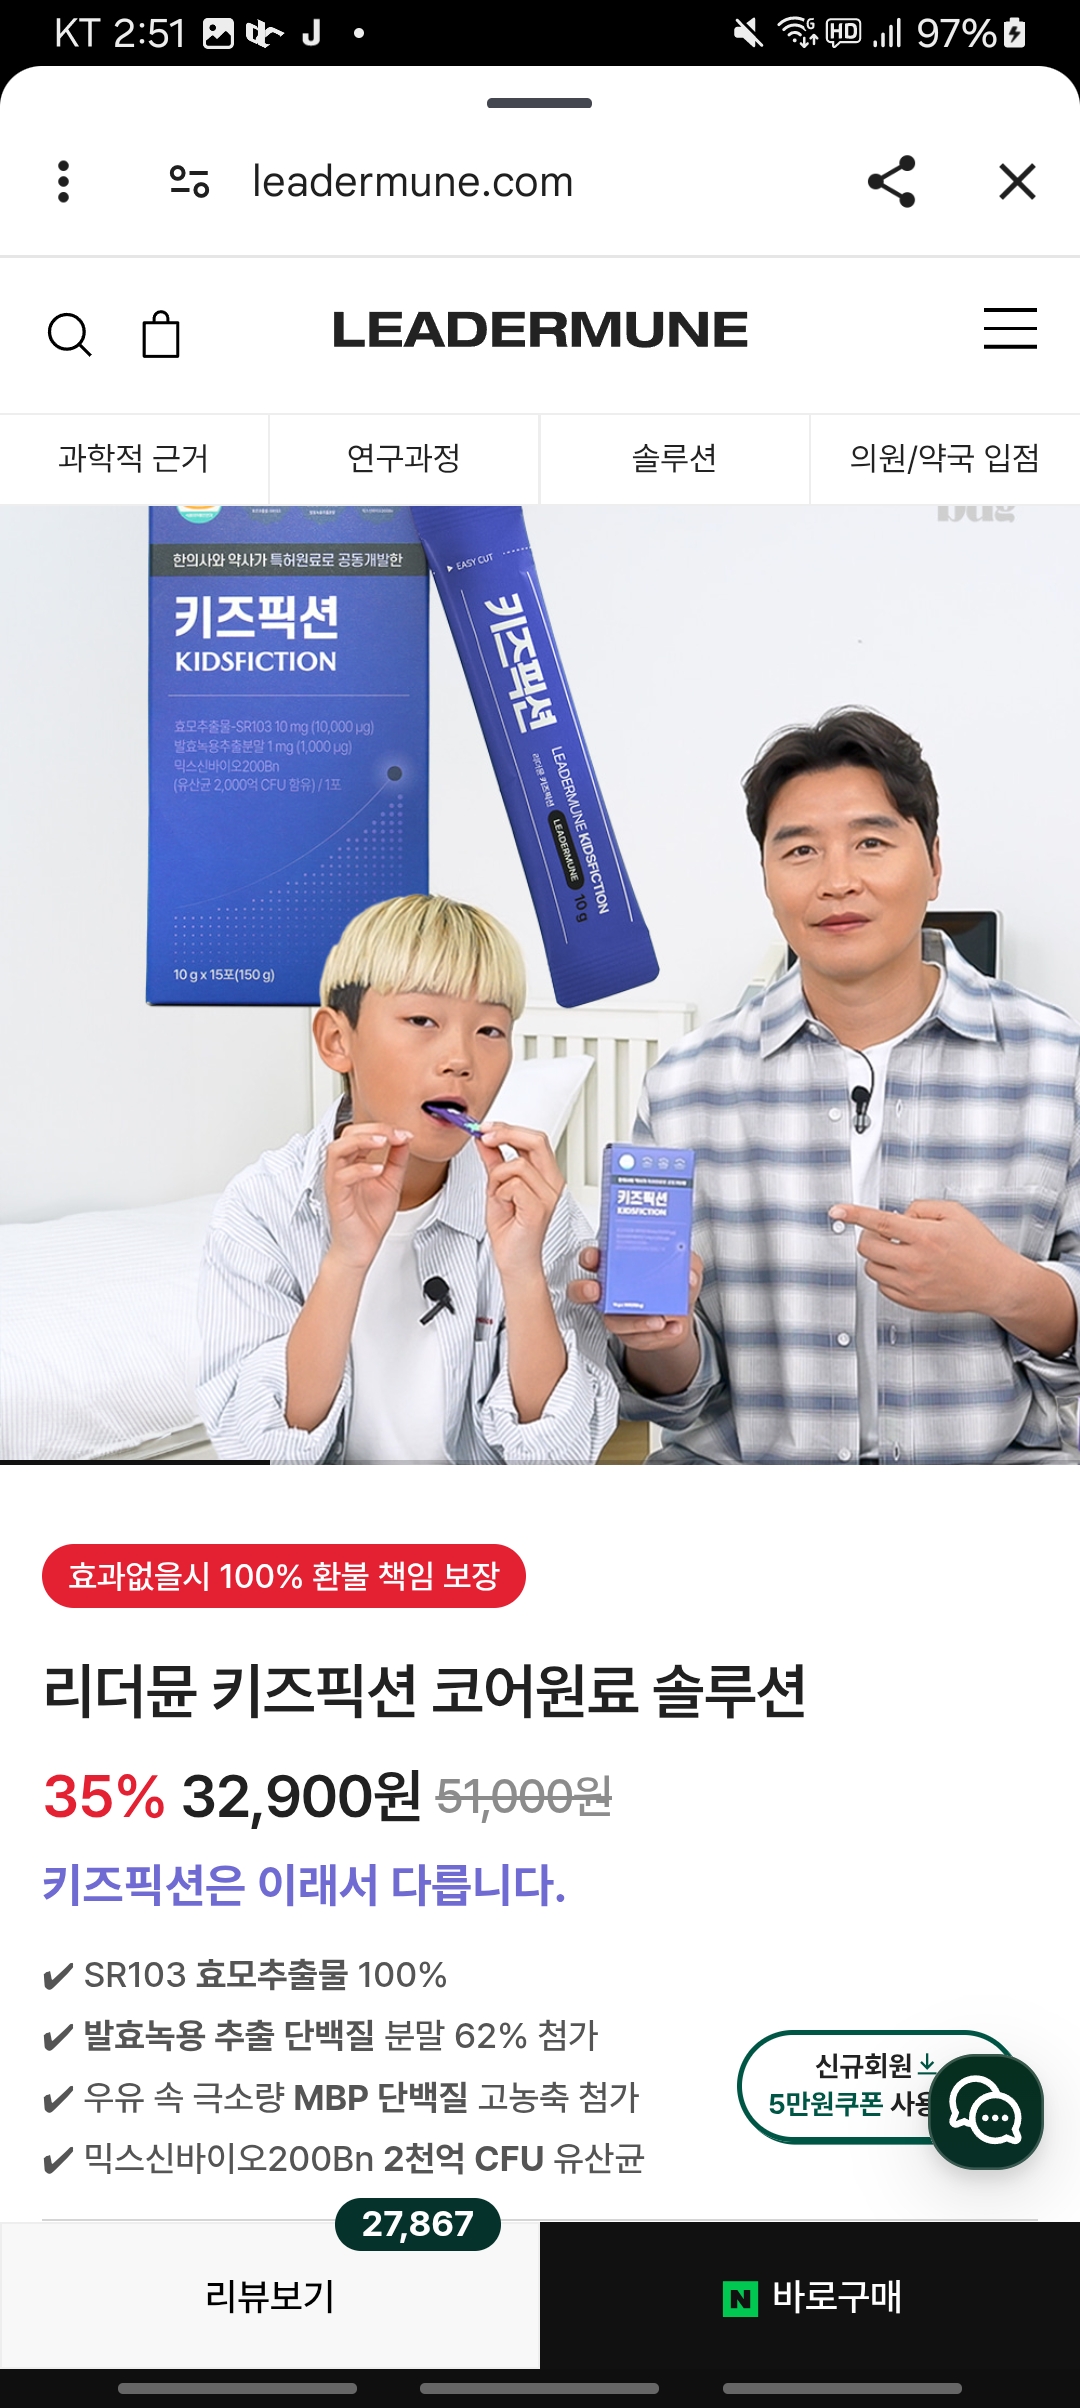 KT 2:51 J
HD 97%
leadermune.com
LEADERMUNE
과학적 근거
연구과정
솔루션
의원/약국 입점
한의사와 약사가 특허원료로 공동개발한
키즈픽션
KIDSFICTION
효모추출물-SR103 10 mg (10,000 μg)
발효녹용추출분말 1 mg (1,000 μg)
믹스신바이오200Bn
(유산균 2,000억 CFU 함유) / 1포
10 g x 15포(150 g)
EASY CUT
키즈픽션
LEADERMUNE KIDSFICTION
리더뮨 키즈픽션
LEADERMUNE
10 g
키즈픽션
KIDSFICTION
효과없을시 100% 환불 책임 보장
리더뮨 키즈픽션 코어원료 솔루션
35% 32,900원 51,000원
키즈픽션은 이래서 다릅니다.
✔ SR103 효모추출물 100%
✔ 발효녹용 추출 단백질 분말 62% 첨가
✔ 우유 속 극소량 MBP 단백질 고농축 첨가
✔ 믹스신바이오200Bn 2천억 CFU 유산균
신규회원
5만원쿠폰 사용
27,867
리뷰보기
N 바로구매